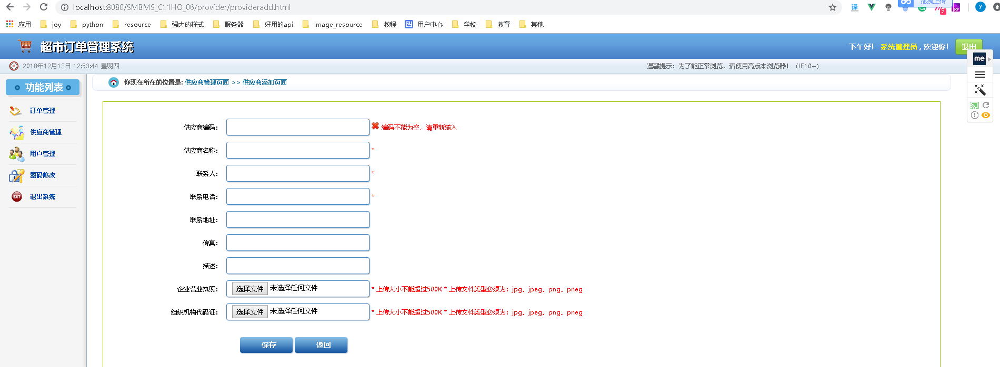 localhost:8080/SMBMS_C11HO_06/provider/provideradd.html
译
拖拽上传
9
RP
y
应用 joy python resource 强大的样式 服务器 好用的api image_resource 教程 用户中心 学校 教育 其他
超市订单管理系统
下午好! 系统管理员 , 欢迎你!
退出
me
2018年12月13日 12:53:44 星期四
温馨提示: 为了能正常浏览, 请使用高版本浏览器! (IE10+)
功能列表
你现在所在的位置是: 供应商管理页面 >> 供应商添加页面
订单管理
供应商管理
用户管理
密码修改
EXIT 退出系统
供应商编码: 编码不能为空, 请重新输入
供应商名称: *
联系人: *
联系电话: *
联系地址:
传真:
描述:
企业营业执照: 选择文件 未选择任何文件 * 上传大小不能超过500K * 上传文件类型必须为: jpg、jpeg、png、pneg
组织机构代码证: 选择文件 未选择任何文件 * 上传大小不能超过500K * 上传文件类型必须为: jpg、jpeg、png、pneg
保存 返回